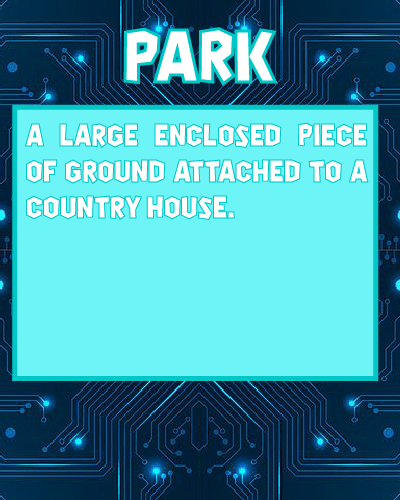 PARK
A LARGE ENCLOSED PIECE
OF GROUND ATTACHED TO A
COUNTRY HOUSE.